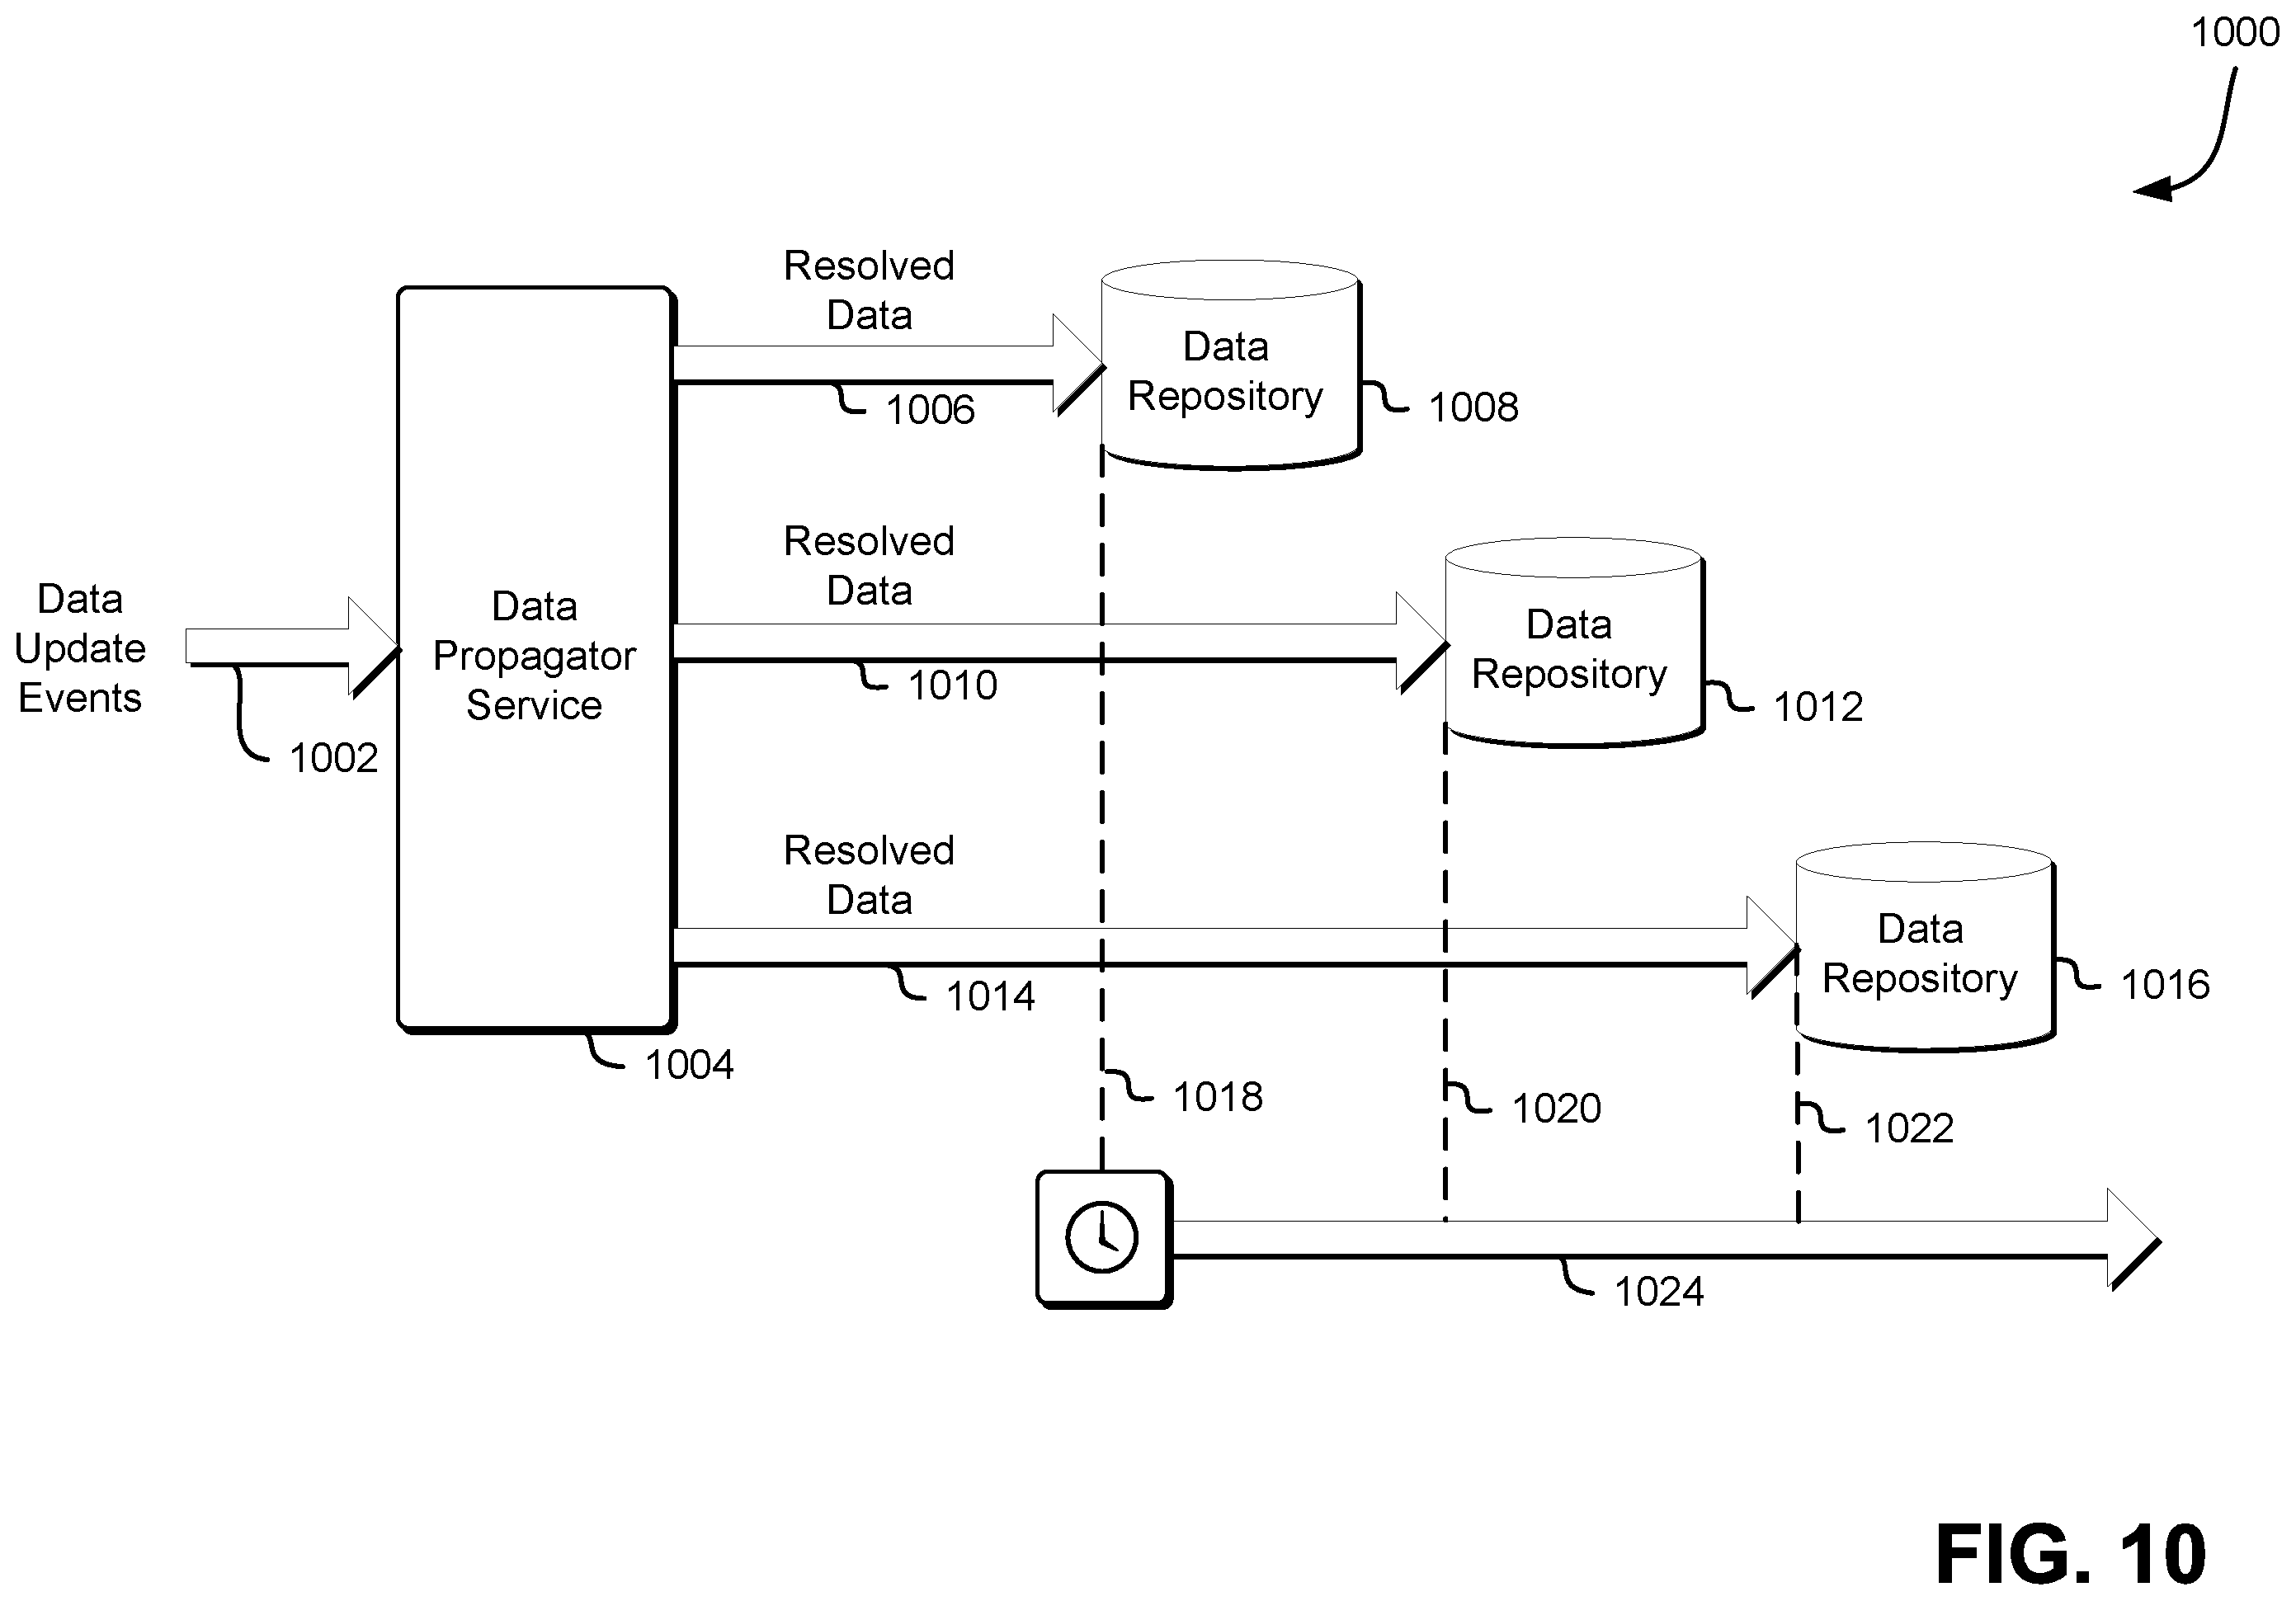 1000
Resolved
Data
Data
Repository
1006
1008
Resolved
Data
Data
Repository
1010
1012
Data
Update
Events
1002
Data
Propagator
Service
1004
Resolved
Data
Data
Repository
1014
1016
1018
1020
1022
1024
FIG. 10